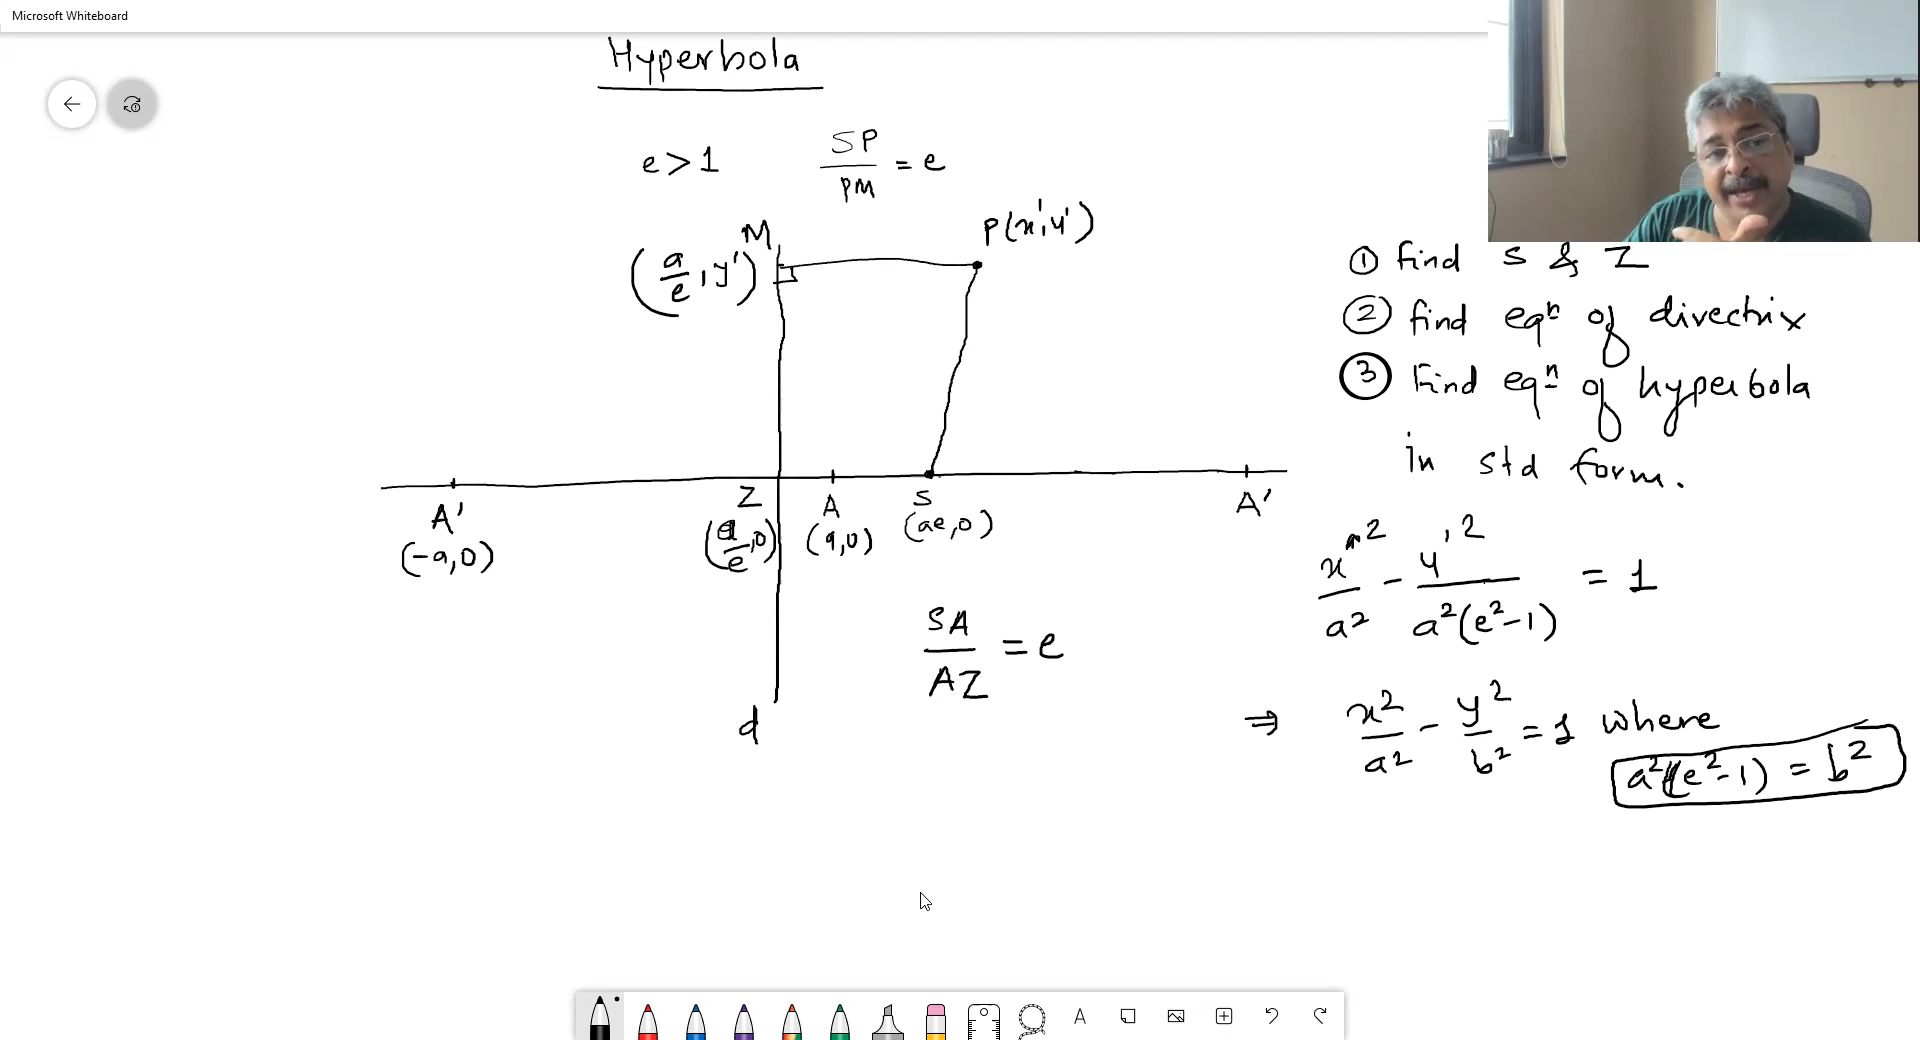 Microsoft Whiteboard
Hyperbola
e > 1
SP/PM = e
M
(a/e, y')
P(x', y')
Z
(a/e, 0)
A
(a, 0)
S
(ae, 0)
A'
(-a, 0)
A'
SA/AZ = e
d
① find S & Z
② find eqⁿ of directrix
③ Find eqⁿ of hyperbola
in std form.
x'²/a² - y'²/a²(e²-1) = 1
⇒ x²/a² - y²/b² = 1 where
a²(e²-1) = b²
A